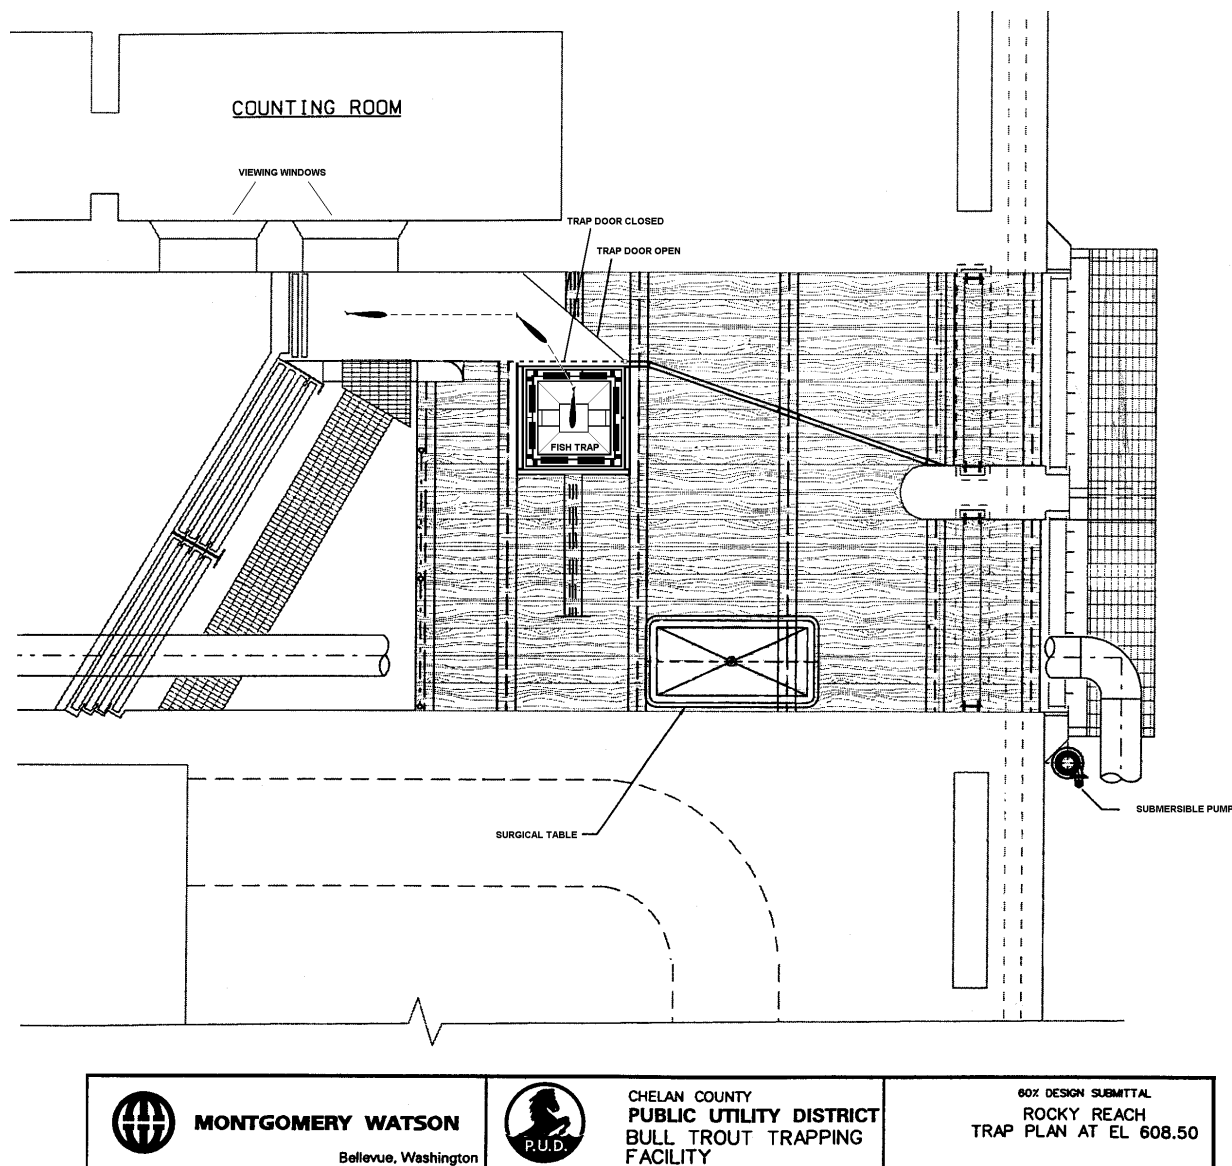 COUNTING ROOM
VIEWING WINDOWS
TRAP DOOR CLOSED
TRAP DOOR OPEN
FISH TRAP
SURGICAL TABLE
SUBMERSIBLE PUMP
MONTGOMERY WATSON
Bellevue, Washington
P.U.D.
CHELAN COUNTY
PUBLIC UTILITY DISTRICT
BULL TROUT TRAPPING
FACILITY
60% DESIGN SUBMITTAL
ROCKY REACH
TRAP PLAN AT EL 608.50